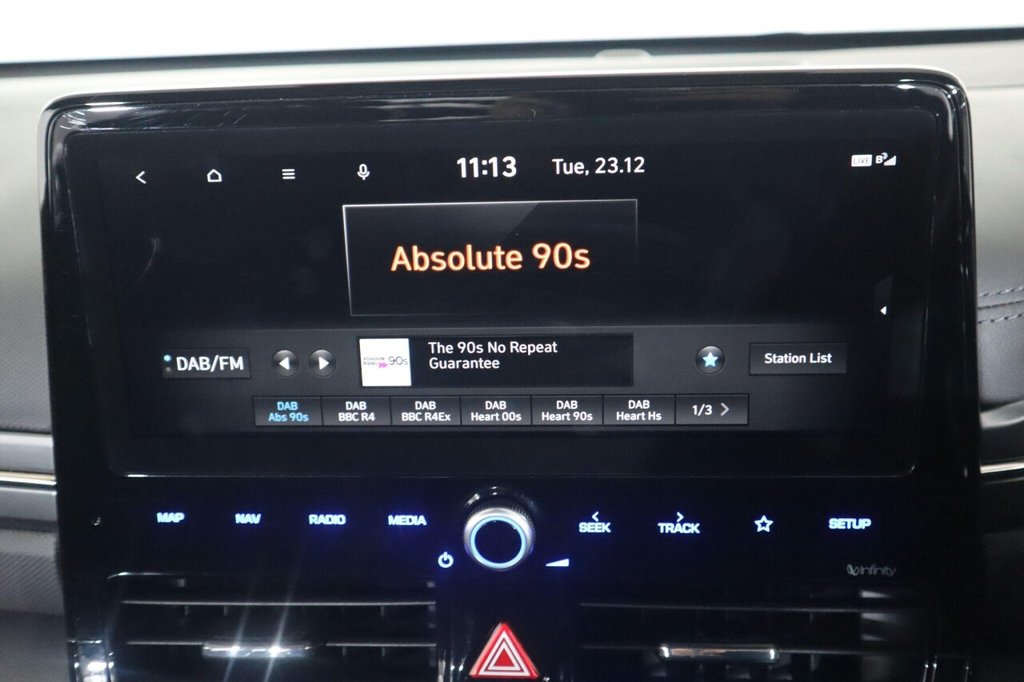 11:13 Tue, 23.12 LIVE
Absolute 90s
DAB/FM
90s
The 90s No Repeat
Guarantee
Station List
DAB DAB DAB DAB DAB DAB
Abs 90s BBC R4 BBC R4Ex Heart 00s Heart 90s Heart Hs 1/3
MAP NAV RADIO MEDIA SEEK TRACK SETUP
Infinity